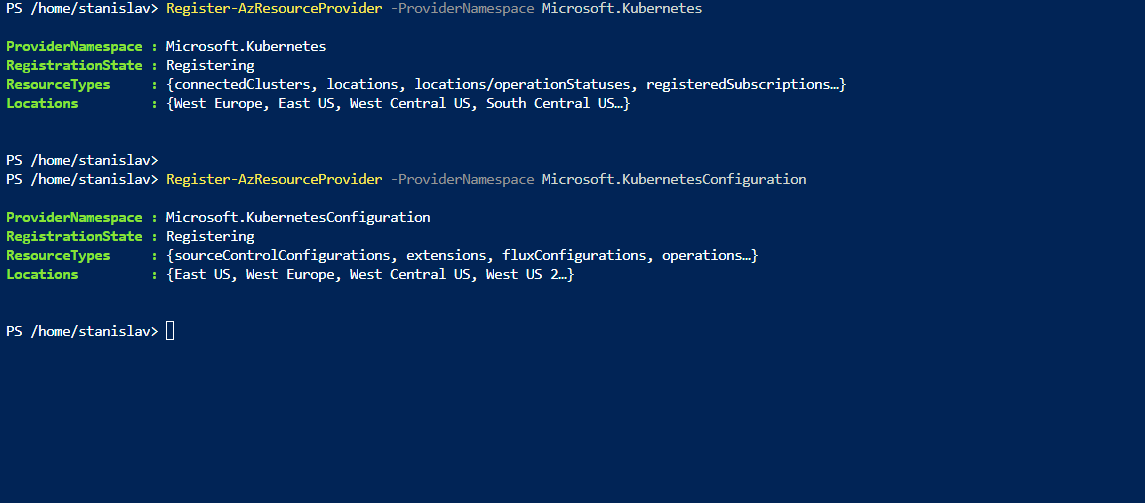 PS /home/stanislav> Register-AzResourceProvider -ProviderNamespace Microsoft.Kubernetes
ProviderNamespace : Microsoft.Kubernetes
RegistrationState : Registering
ResourceTypes     : {connectedClusters, locations, locations/operationStatuses, registeredSubscriptions…}
Locations         : {West Europe, East US, West Central US, South Central US…}
PS /home/stanislav>
PS /home/stanislav> Register-AzResourceProvider -ProviderNamespace Microsoft.KubernetesConfiguration
ProviderNamespace : Microsoft.KubernetesConfiguration
RegistrationState : Registering
ResourceTypes     : {sourceControlConfigurations, extensions, fluxConfigurations, operations…}
Locations         : {East US, West Europe, West Central US, West US 2…}
PS /home/stanislav>